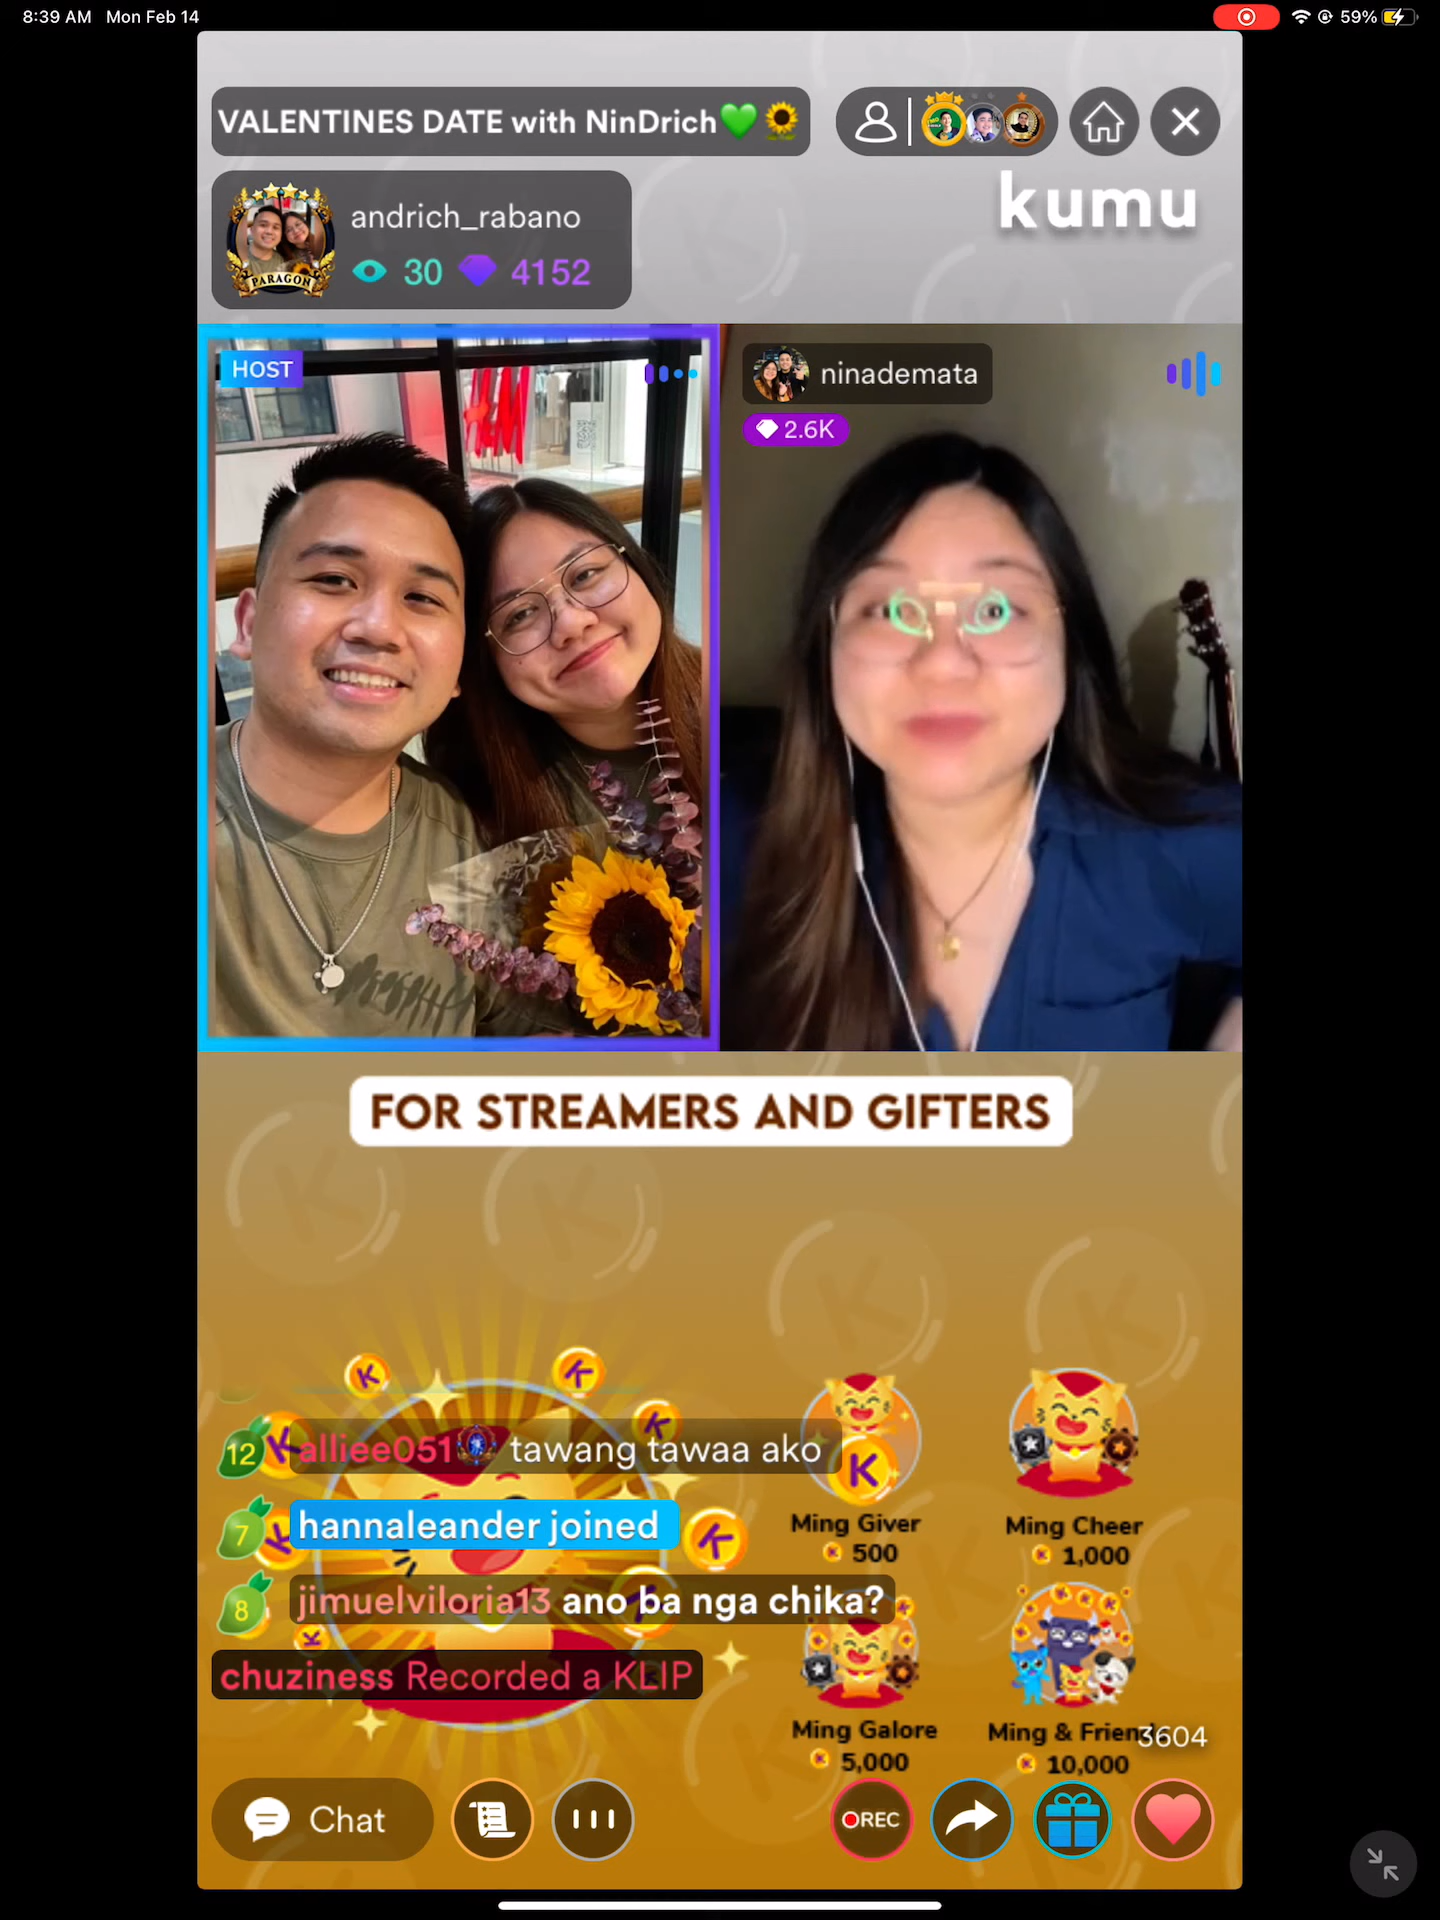 8:39 AM Mon Feb 14
59%
VALENTINES DATE with NinDrich
kumu
andrich_rabano
30 4152
PARAGON
HOST
ninademata
2.6K
FOR STREAMERS AND GIFTERS
12 alliee051 tawang tawaa ako
7 hannaleander joined
8 jimuelviloria13 ano ba nga chika?
chuziness Recorded a KLIP
Ming Giver
500
Ming Cheer
1,000
Ming Galore
5,000
Ming & Friend
10,000
3604
Chat
REC